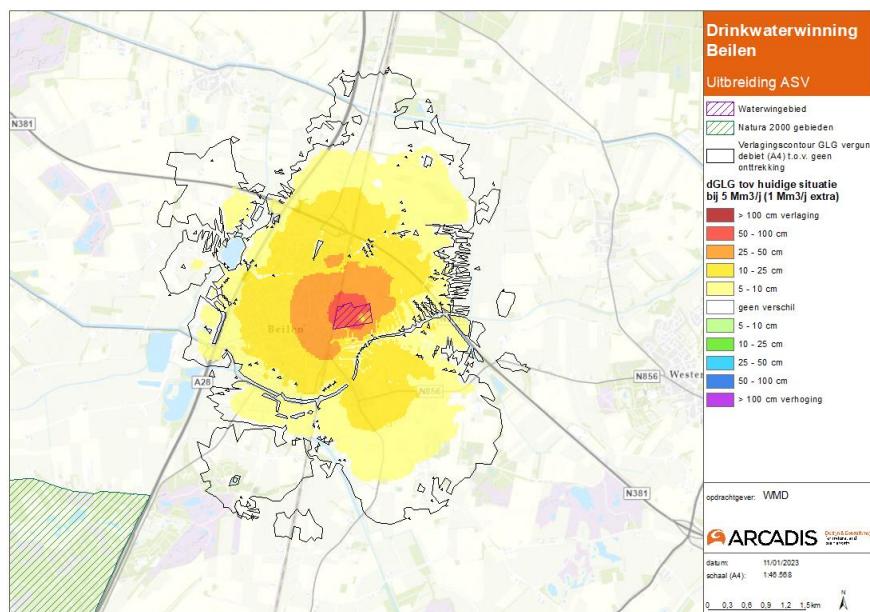 Drinkwaterwinning
Beilen
Uitbreiding ASV
Waterwingebied
Natura 2000 gebieden
Verlagingscontour GLG vergun
debiet (A4) t.o.v. geen
onttrekking
dGLG tov huidige situatie
bij 5 Mm3/j (1 Mm3/j extra)
> 100 cm verlaging
50 - 100 cm
25 - 50 cm
10 - 25 cm
5 - 10 cm
geen verschil
5 - 10 cm
10 - 25 cm
25 - 50 cm
50 - 100 cm
> 100 cm verhoging
opdrachtgever: WMD
ARCADIS
datum: 11/01/2023
schaal (A4): 1:46.568
0 0,3 0,6 0,9 1,2 1,5km
N
N381
Beilen
A28
N856
N856
Wester
N381